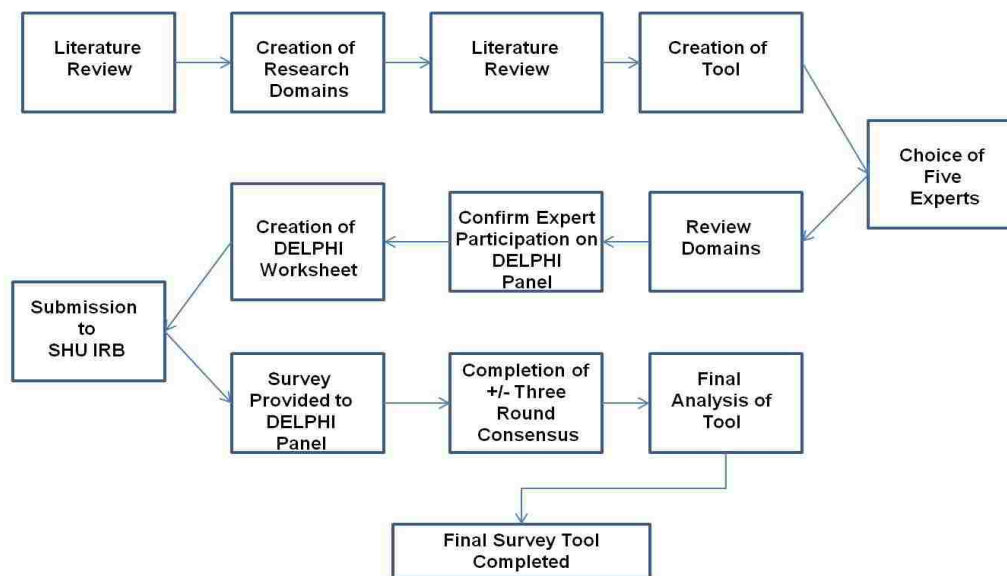 Literature
Review
Creation of
Research
Domains
Literature
Review
Creation of
Tool
Choice of
Five
Experts
Creation of
DELPHI
Worksheet
Confirm Expert
Participation on
DELPHI
Panel
Review
Domains
Submission
to
SHU IRB
Survey
Provided to
DELPHI
Panel
Completion of
+/- Three
Round
Consensus
Final
Analysis of
Tool
Final Survey Tool
Completed